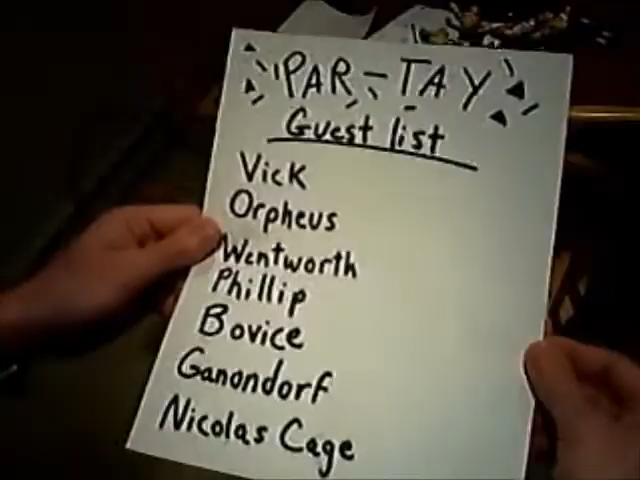 PAR-TAY
Guest list
Vick
Orpheus
Wentworth
Phillip
Bovice
Ganondorf
Nicolas Cage